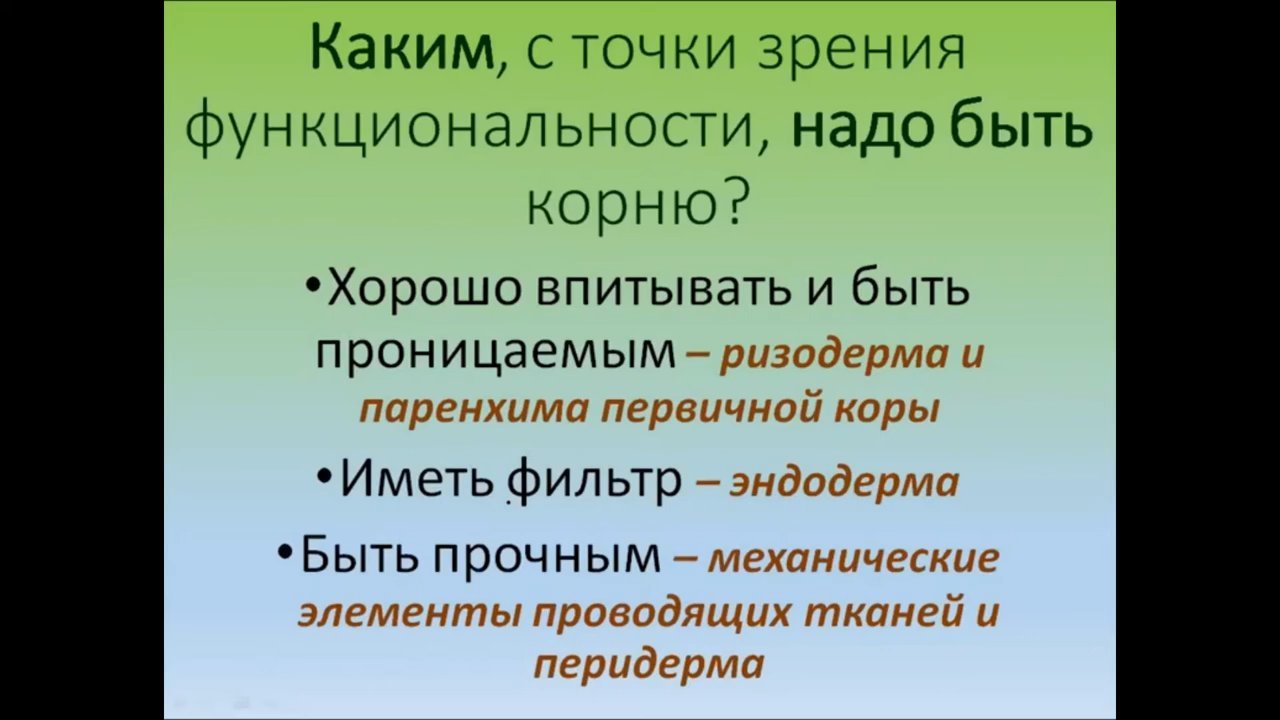 Каким, с точки зрения
функциональности, надо быть
корню?
•Хорошо впитывать и быть
проницаемым – ризодерма и
паренхима первичной коры
•Иметь фильтр – эндодерма
•Быть прочным – механические
элементы проводящих тканей и
перидерма